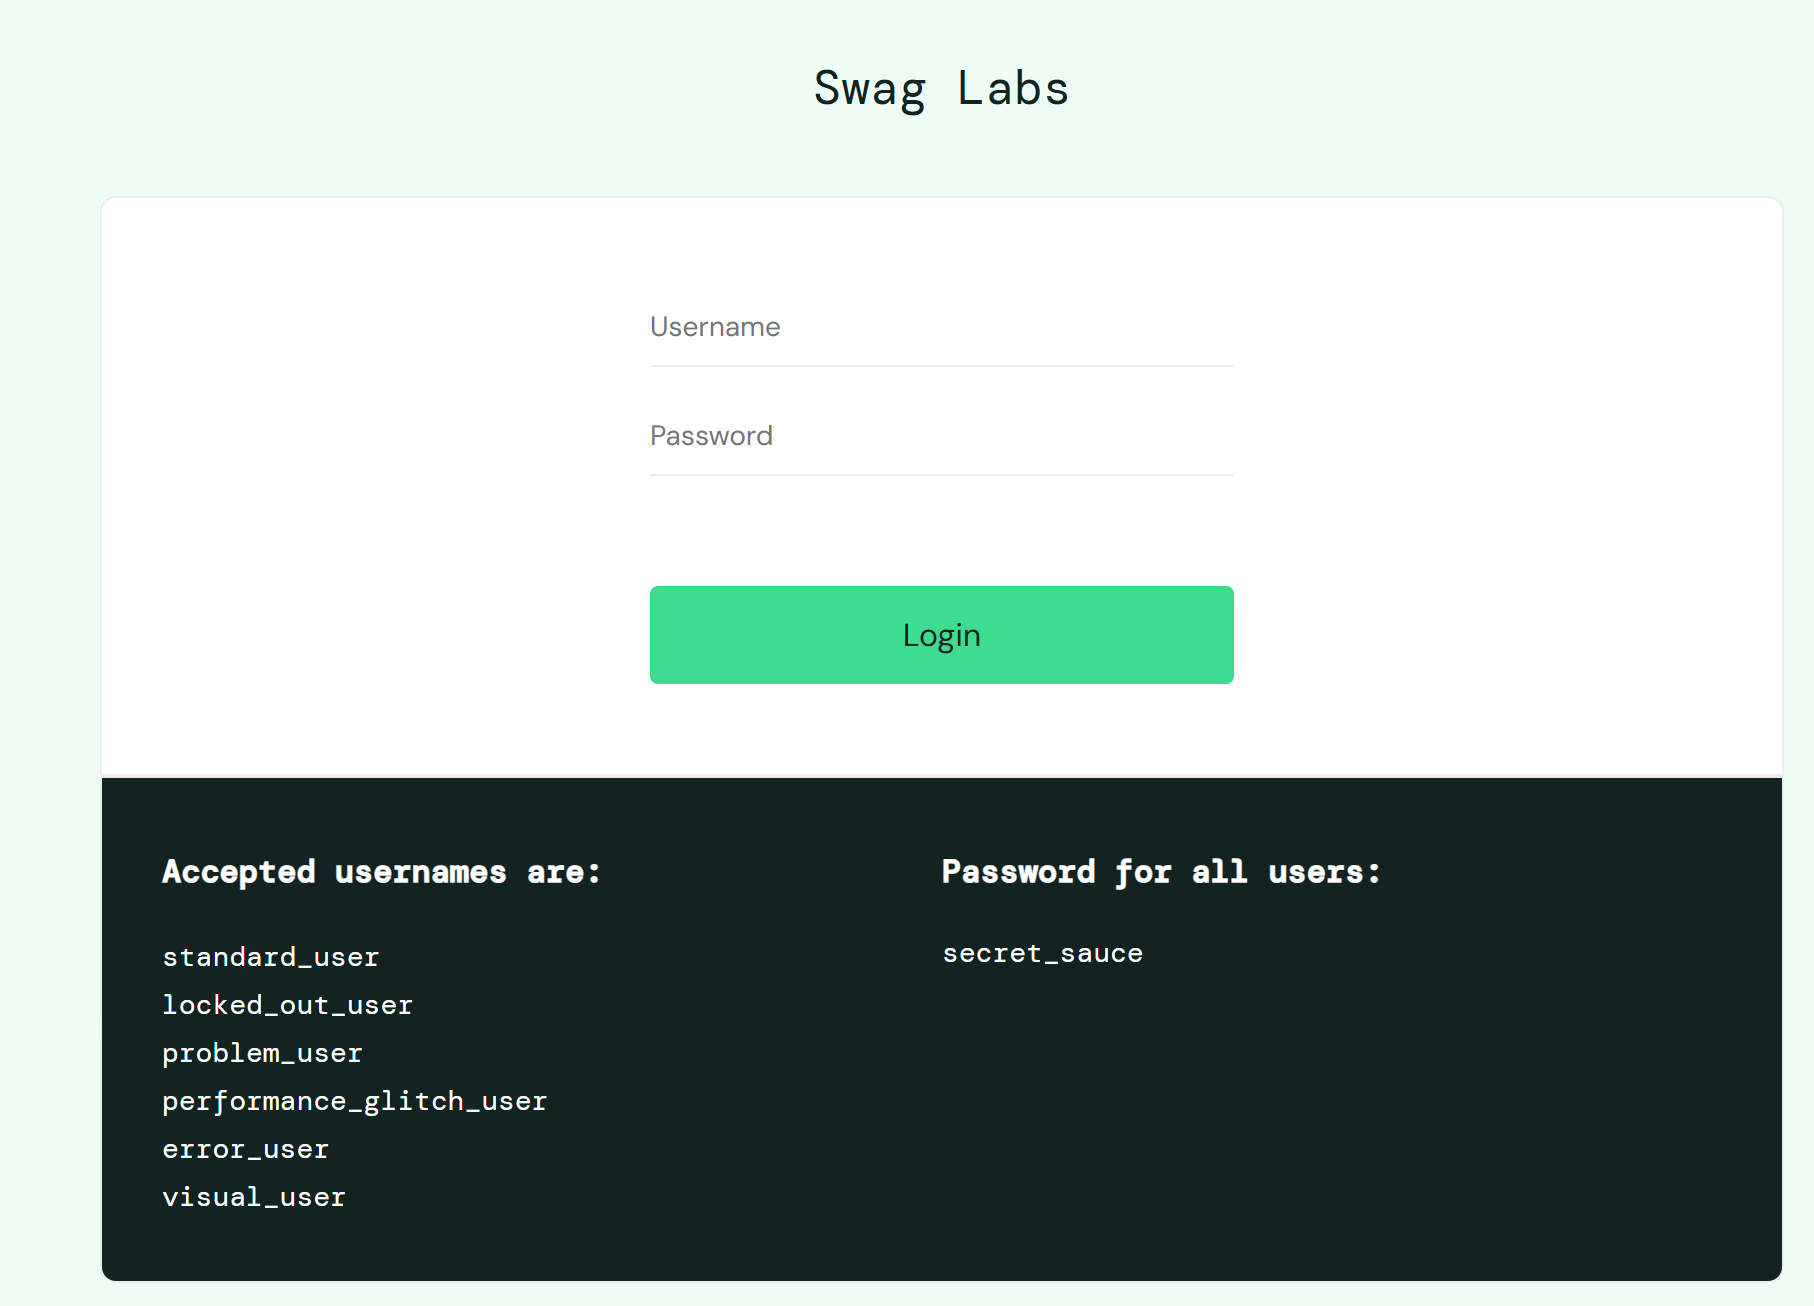 Swag Labs
Username
Password
Login
Accepted usernames are:
standard_user
locked_out_user
problem_user
performance_glitch_user
error_user
visual_user
Password for all users:
secret_sauce